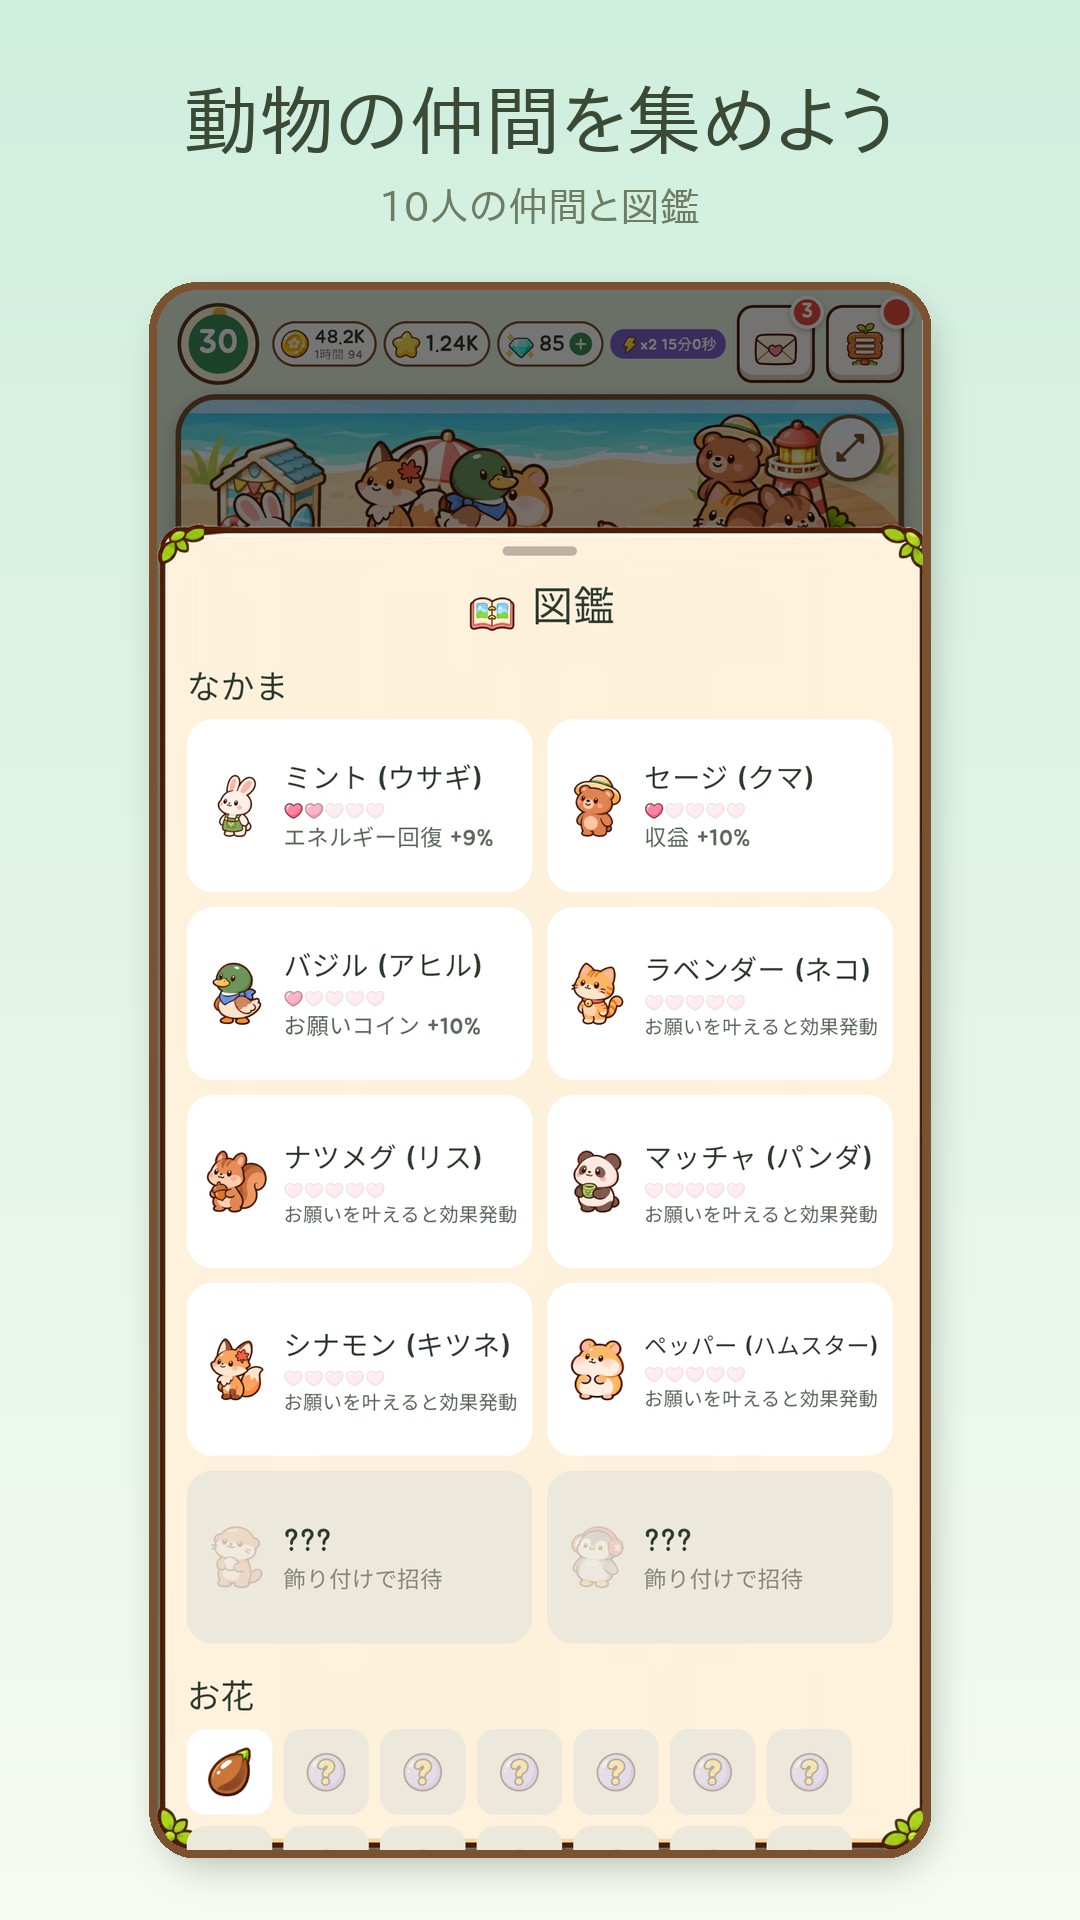 動物の仲間を集めよう
10人の仲間と図鑑
30
48.2K
1時間 94
1.24K
85 +
x2 15分0秒
3
図鑑
なかま
ミント (ウサギ)
エネルギー回復 +9%
セージ (クマ)
収益 +10%
バジル (アヒル)
お願いコイン +10%
ラベンダー (ネコ)
お願いを叶えると効果発動
ナツメグ (リス)
お願いを叶えると効果発動
マッチャ (パンダ)
お願いを叶えると効果発動
シナモン (キツネ)
お願いを叶えると効果発動
ペッパー (ハムスター)
お願いを叶えると効果発動
???
飾り付けで招待
???
飾り付けで招待
お花
? ? ? ? ? ?